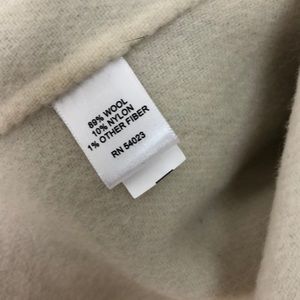 89% WOOL
10% NYLON
1% OTHER FIBER
RN 54023